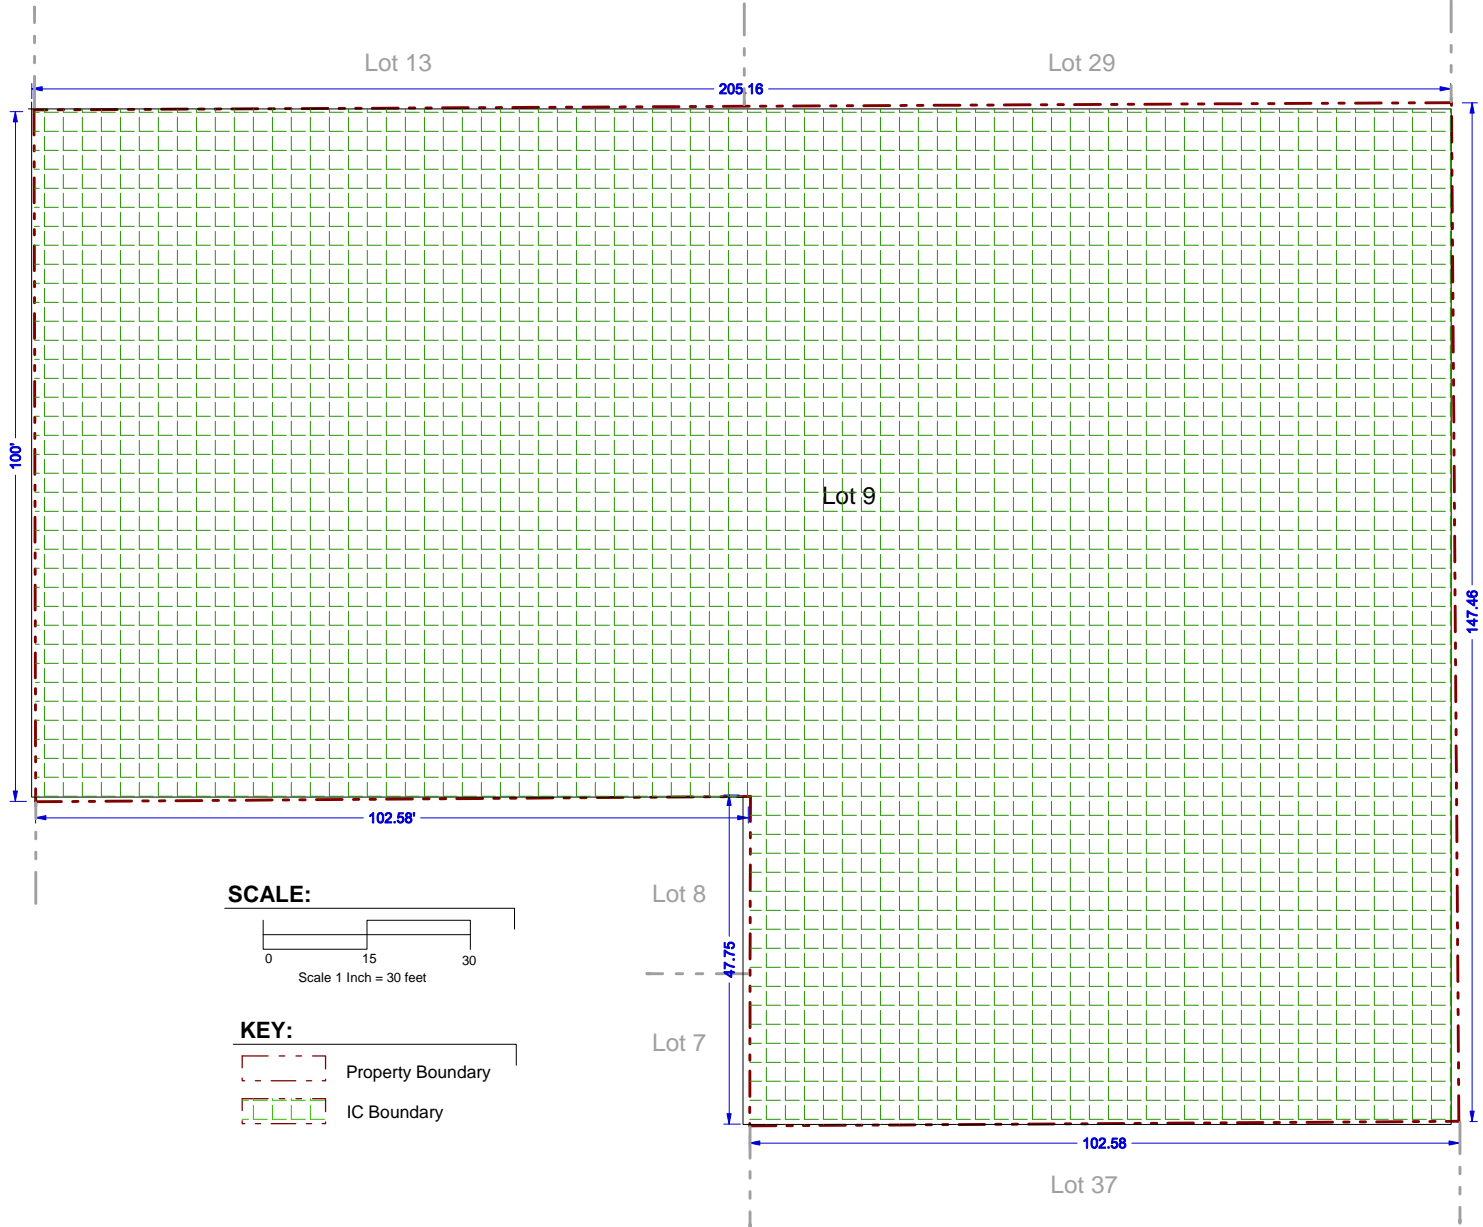 Lot 13
Lot 29
205.16
100'
Lot 9
147.46
102.58'
SCALE:
Lot 8
0 15 30
47.75
Scale 1 Inch = 30 feet
KEY:
Lot 7
Property Boundary
IC Boundary
102.58
Lot 37